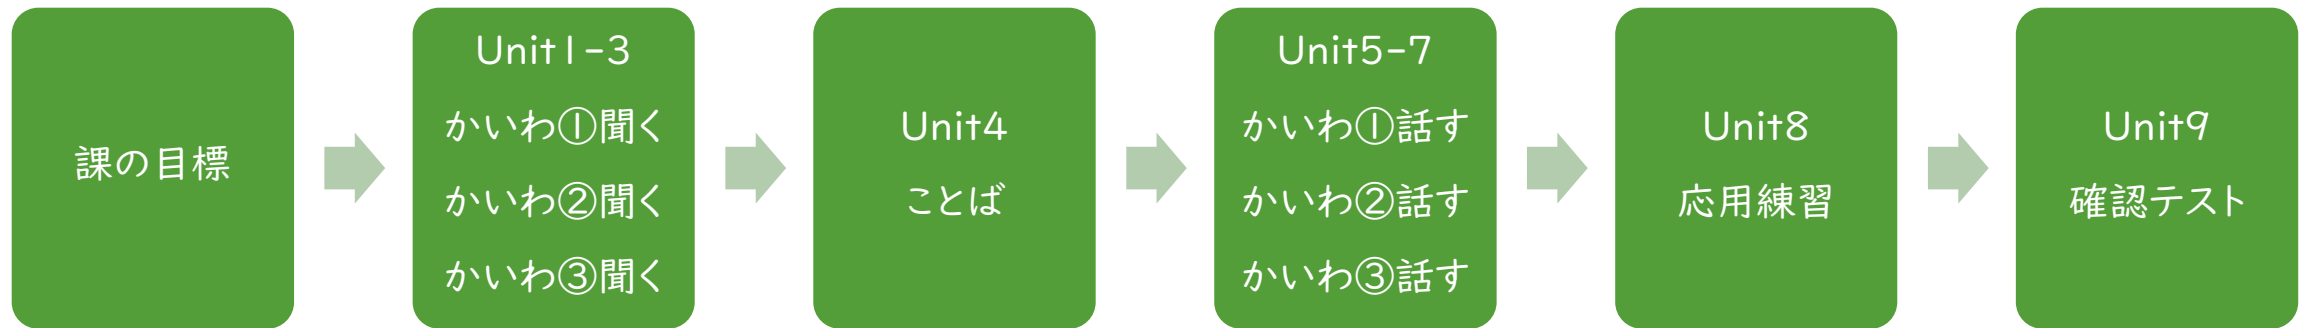 課の目標
Unit1-3
かいわ①聞く
かいわ②聞く
かいわ③聞く
Unit4
ことば
Unit5-7
かいわ①話す
かいわ②話す
かいわ③話す
Unit8
応用練習
Unit9
確認テスト